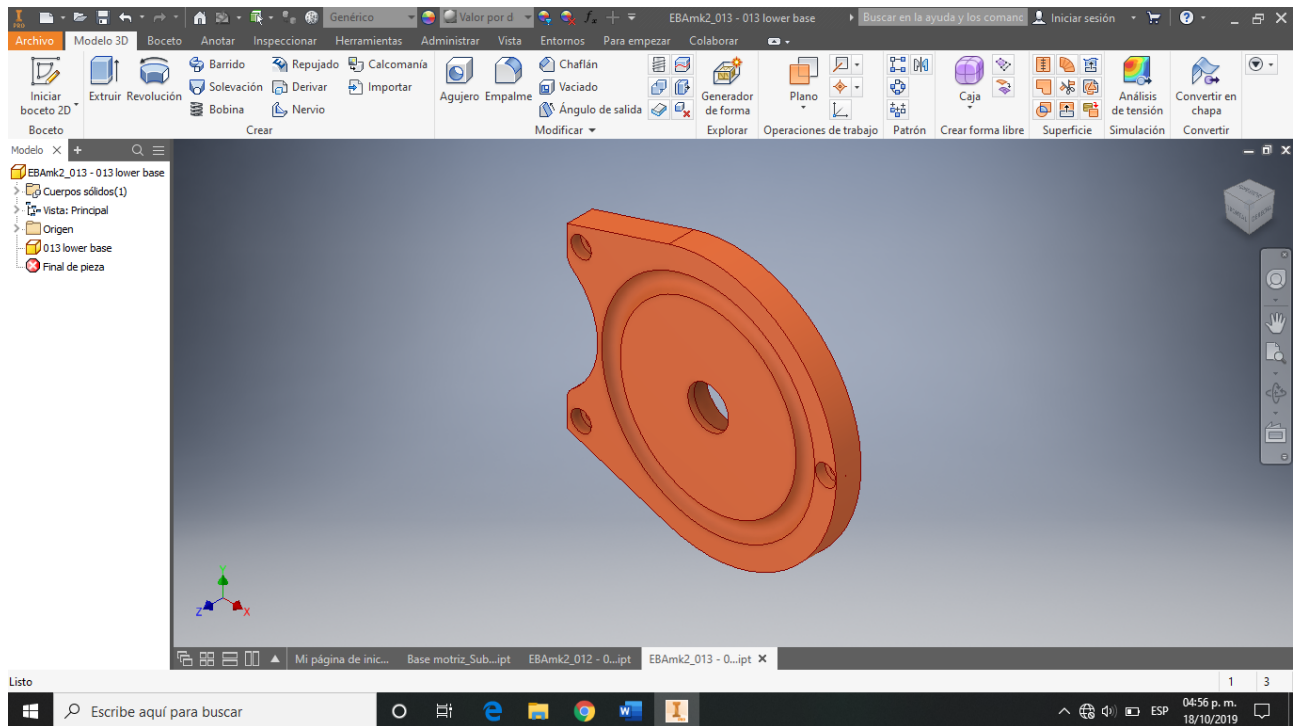 PRO
Genérico
Valor por d
EBAmk2_013 - 013 lower base
Buscar en la ayuda y los comanc
Iniciar sesión
Archivo Modelo 3D Boceto Anotar Inspeccionar Herramientas Administrar Vista Entornos Para empezar Colaborar
Iniciar
boceto 2D
Extruir
Revolución
Barrido
Solevación
Bobina
Repujado
Derivar
Nervio
Calcomanía
Importar
Agujero
Empalme
Chaflán
Vaciado
Ángulo de salida
Generador
de forma
Plano
Caja
Análisis
de tensión
Convertir en
chapa
Boceto Crear Modificar Explorar Operaciones de trabajo Patrón Crear forma libre Superficie Simulación Convertir
Modelo
EBAmk2_013 - 013 lower base
Cuerpos sólidos(1)
Vista: Principal
Origen
013 lower base
Final de pieza
Y
Z X
Mi página de inic... Base motriz_Sub...ipt EBAmk2_012 - 0...ipt EBAmk2_013 - 0...ipt
Listo
1 3
Escribe aquí para buscar
ESP
04:56 p. m.
18/10/2019